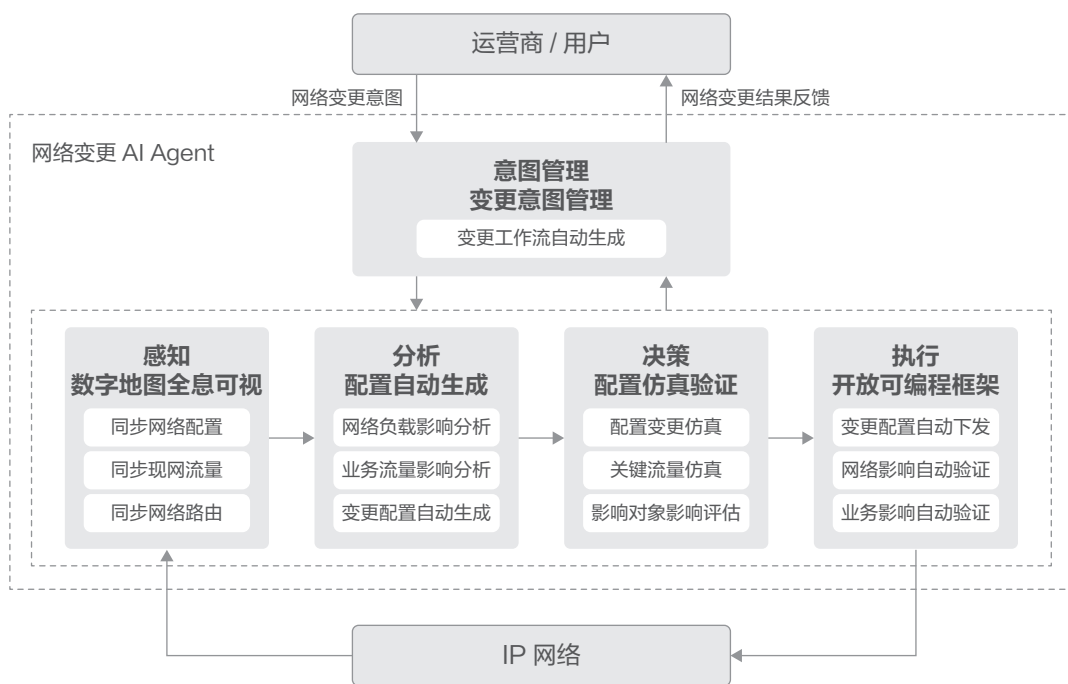 运营商 / 用户
网络变更意图
网络变更结果反馈
网络变更 AI Agent
意图管理
变更意图管理
变更工作流自动生成
感知
数字地图全息可视
同步网络配置
同步现网流量
同步网络路由
分析
配置自动生成
网络负载影响分析
业务流量影响分析
变更配置自动生成
决策
配置仿真验证
配置变更仿真
关键流量仿真
影响对象影响评估
执行
开放可编程框架
变更配置自动下发
网络影响自动验证
业务影响自动验证
IP 网络